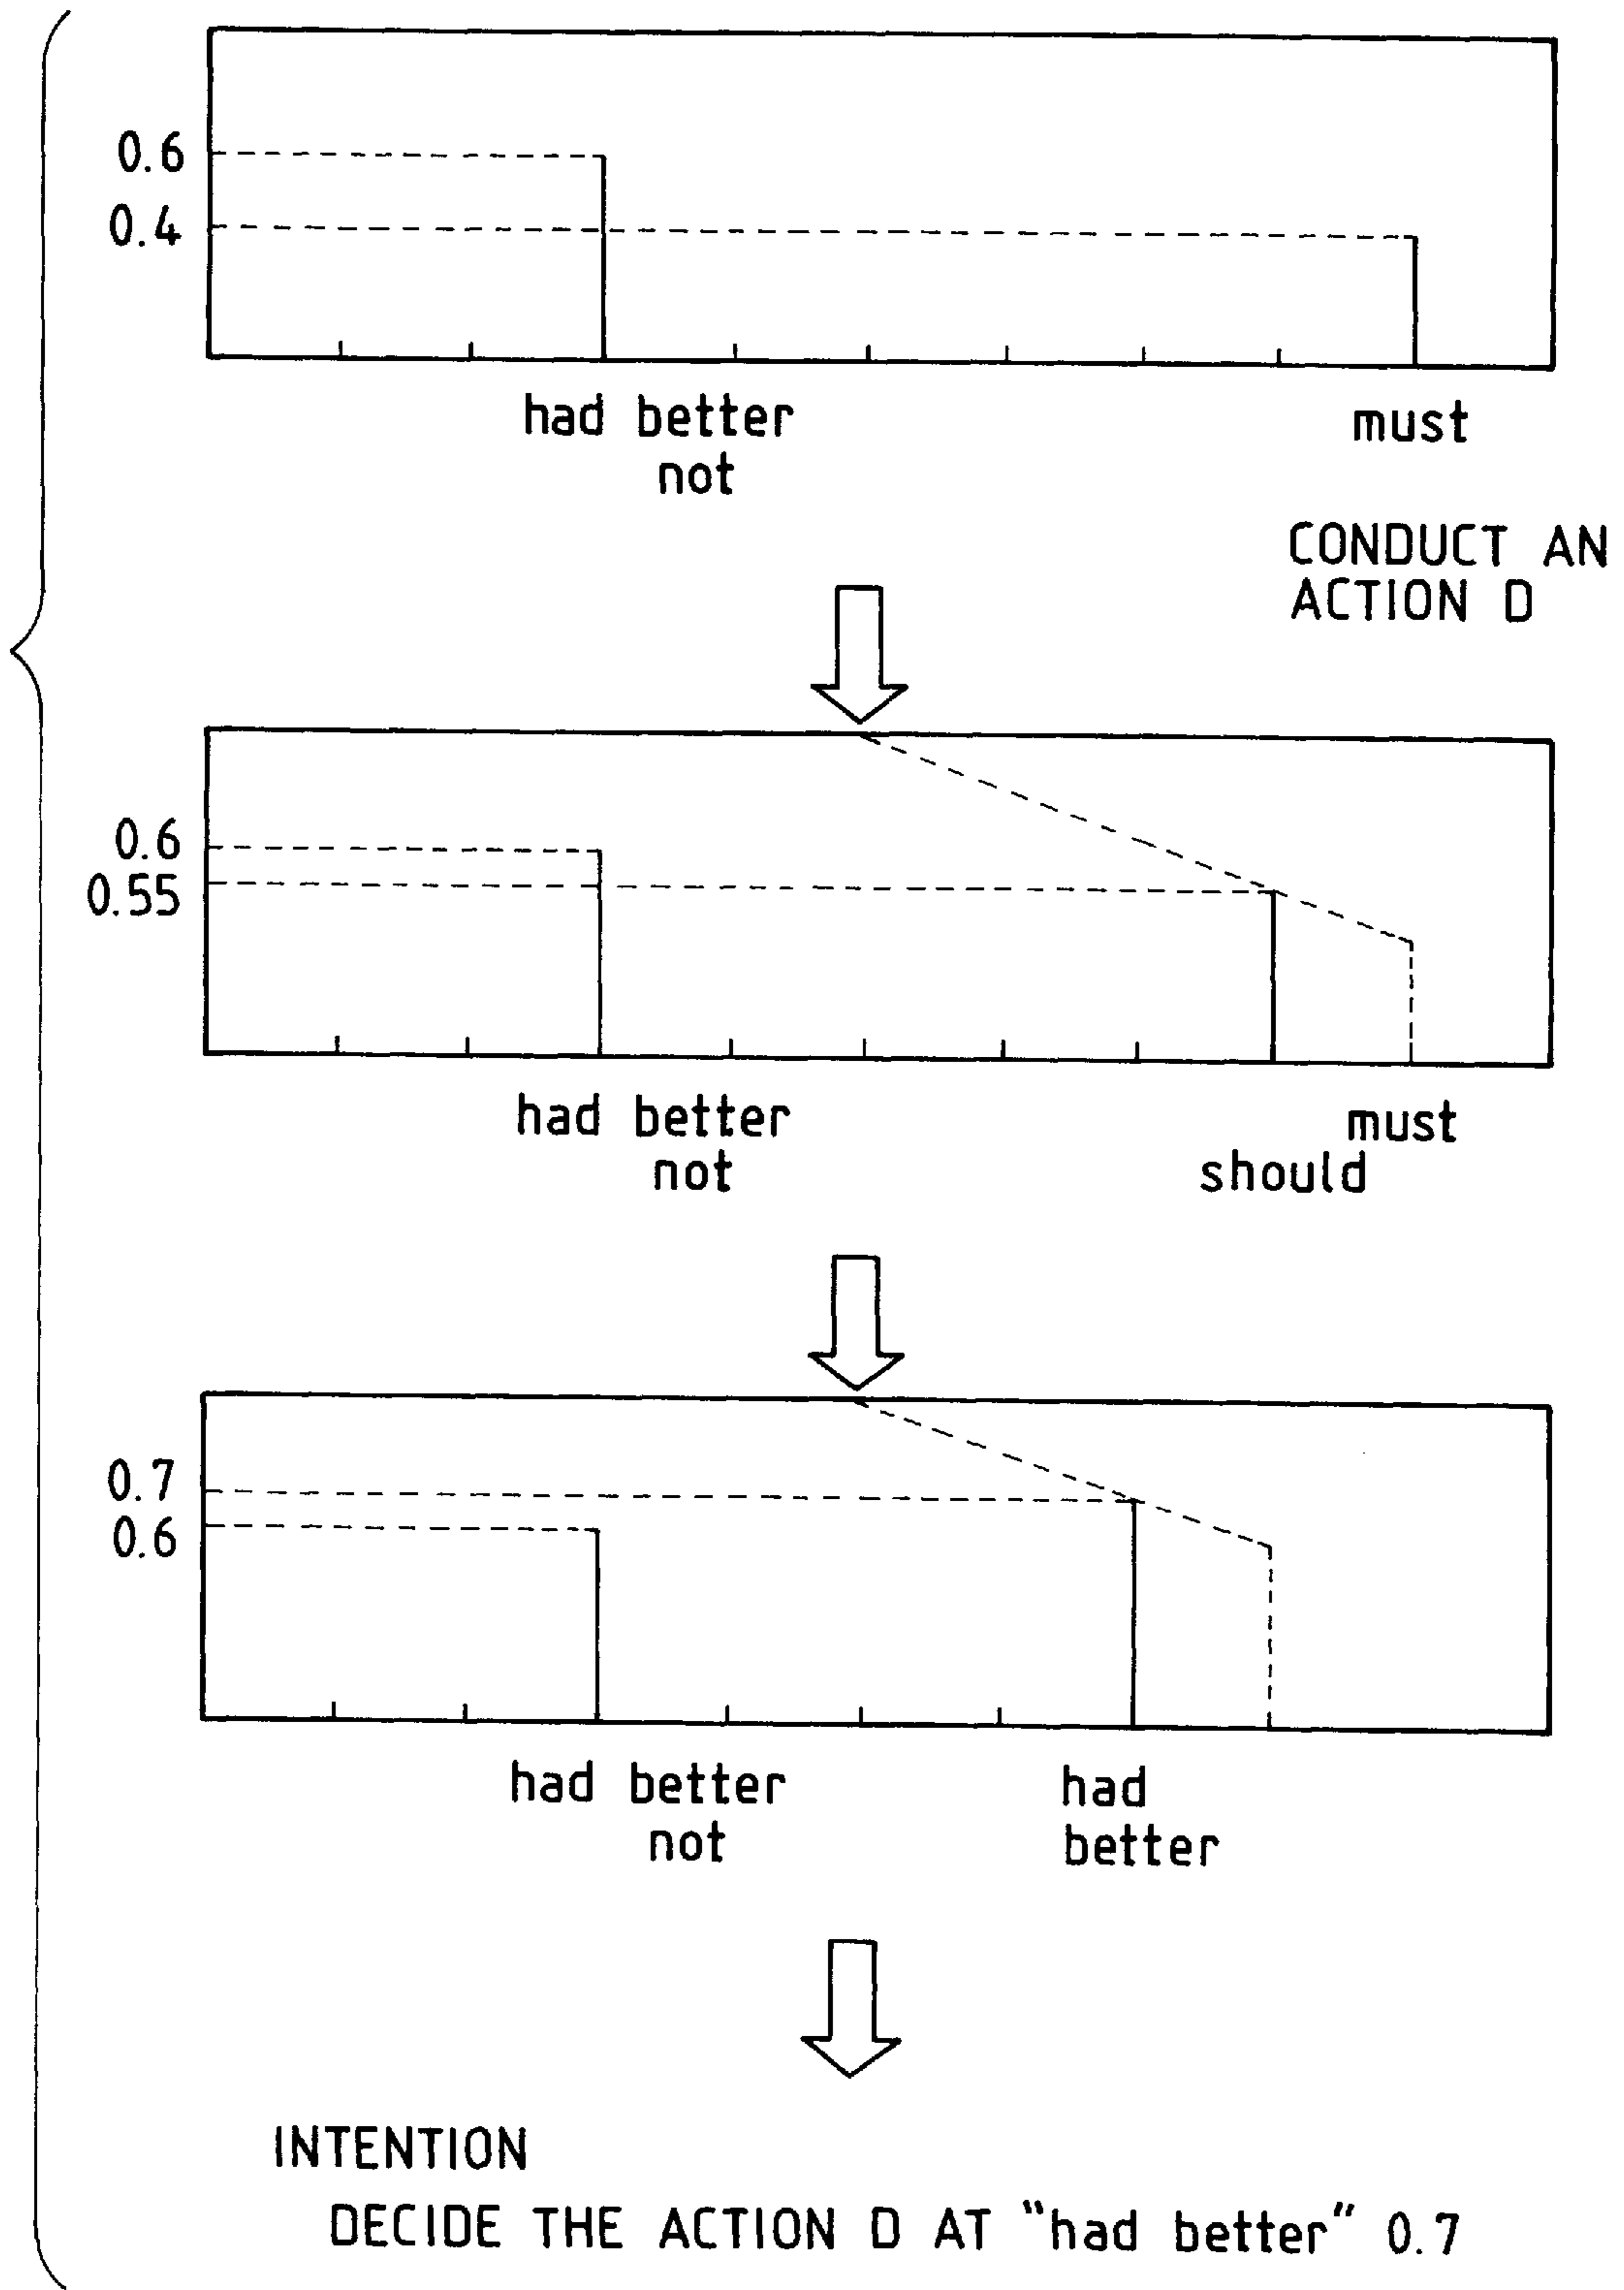 0.6
0.4
had better must
not
CONDUCT AN
ACTION D
0.6
0.55
had better must
not should
0.7
0.6
had better had
not better
INTENTION
DECIDE THE ACTION D AT "had better" 0.7